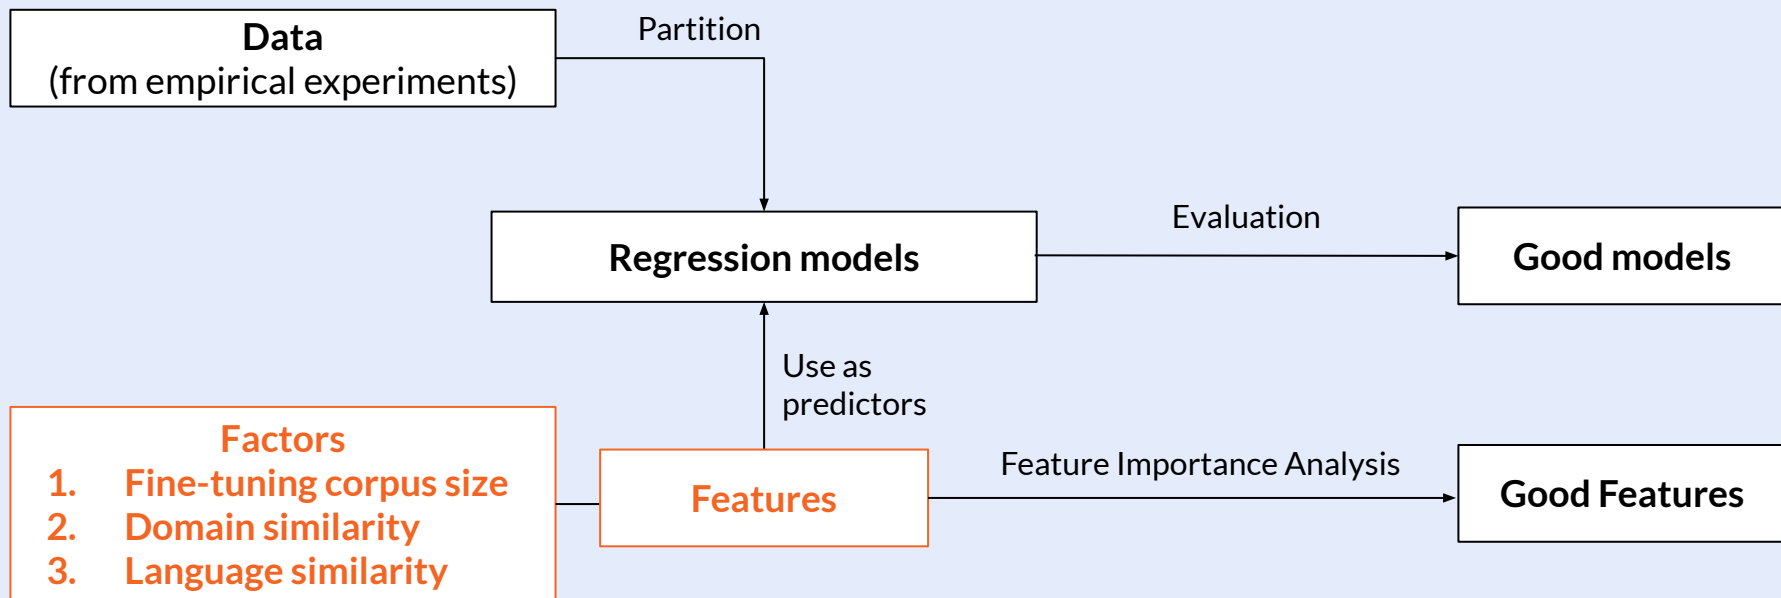 Data
(from empirical experiments)
Partition
Regression models
Evaluation
Good models
Use as
predictors
Factors
1. Fine-tuning corpus size
2. Domain similarity
3. Language similarity
Features
Feature Importance Analysis
Good Features